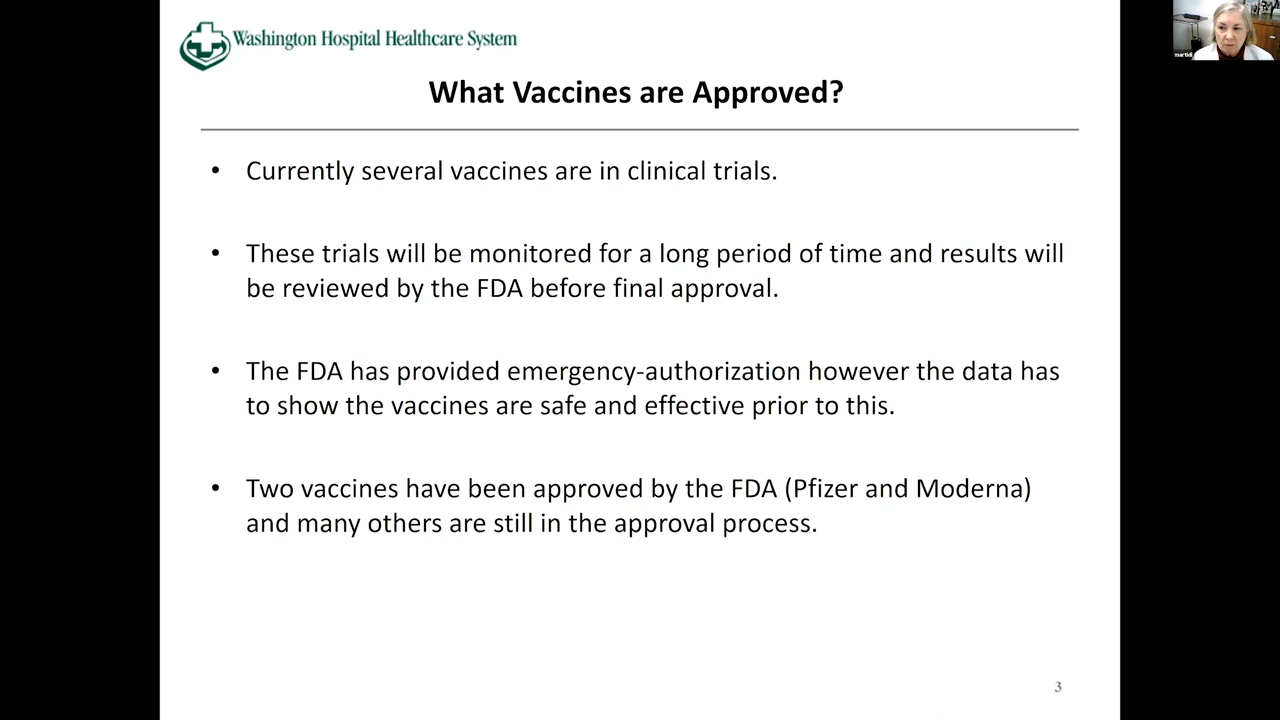 Washington Hospital Healthcare System
What Vaccines are Approved?
• Currently several vaccines are in clinical trials.
• These trials will be monitored for a long period of time and results will
be reviewed by the FDA before final approval.
• The FDA has provided emergency-authorization however the data has
to show the vaccines are safe and effective prior to this.
• Two vaccines have been approved by the FDA (Pfizer and Moderna)
and many others are still in the approval process.
3